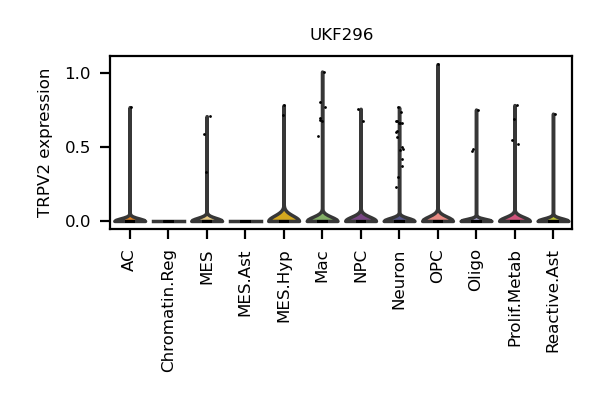 UKF296
TRPV2 expression
1.0
0.5
0.0
AC
Chromatin.Reg
MES
MES.Ast
MES.Hyp
Mac
NPC
Neuron
OPC
Oligo
Prolif.Metab
Reactive.Ast